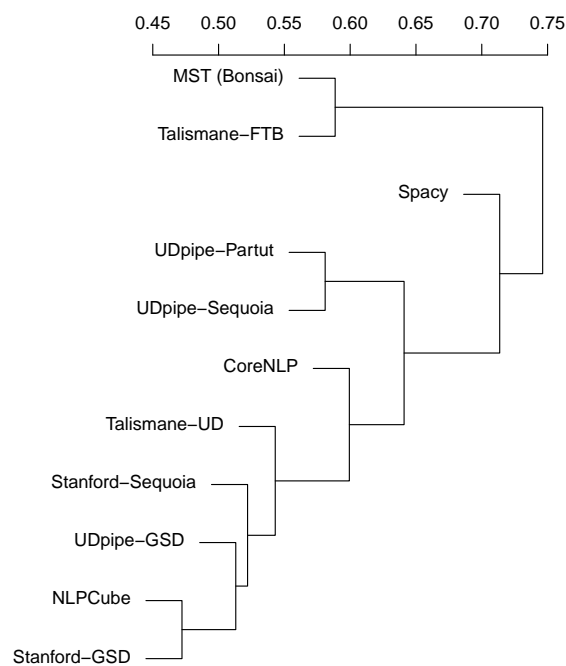 0.45 0.50 0.55 0.60 0.65 0.70 0.75
MST (Bonsai)
Talismane−FTB
Spacy
UDpipe−Partut
UDpipe−Sequoia
CoreNLP
Talismane−UD
Stanford−Sequoia
UDpipe−GSD
NLPCube
Stanford−GSD